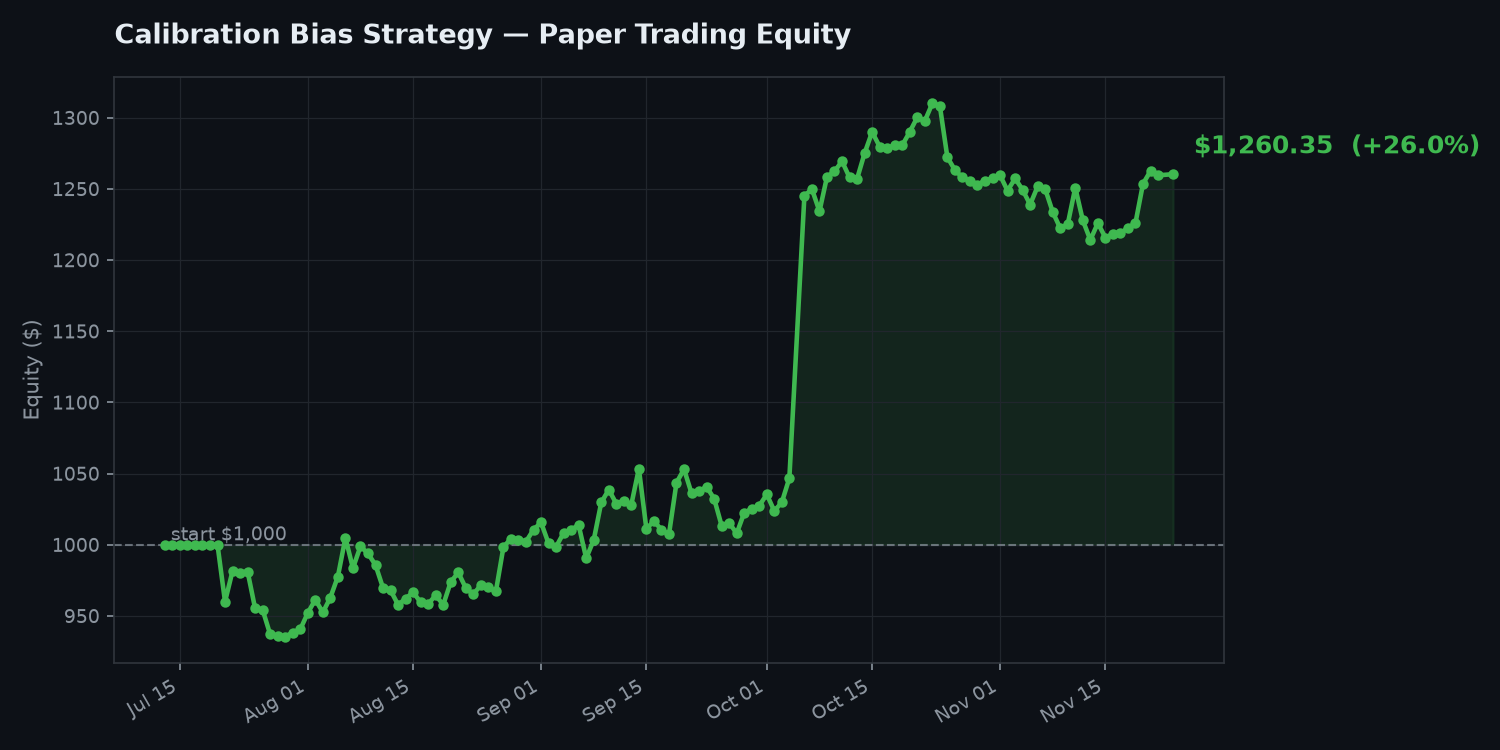 Calibration Bias Strategy — Paper Trading Equity
1300
$1,260.35 (+26.0%)
1250
1200
1150
Equity ($)
1100
1050
start $1,000
1000
950
Jul 15
Aug 01
Aug 15
Sep 01
Sep 15
Oct 01
Oct 15
Nov 01
Nov 15